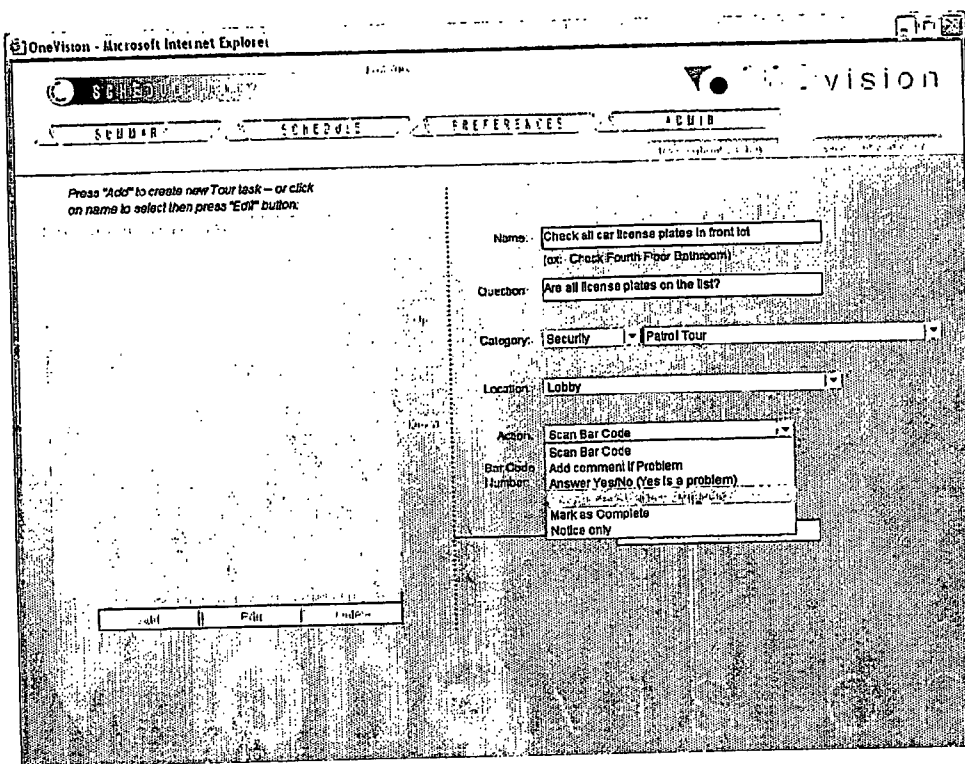 OneVision - Microsoft Internet Explorer
vision
SCHEDULE
PREFERENCES
ADMIN
Press "Add" to create new Tour task – or click
on name to select then press "Edit" button:
Name:
Check all car license plates in front lot
(ex: Check Fourth Floor Bathroom)
Question:
Are all license plates on the list?
Category:
Security
Patrol Tour
Location:
Lobby
Action:
Scan Bar Code
Scan Bar Code
Bar Code
Number:
Add comment if Problem
Answer Yes/No (Yes is a problem)
Mark as Complete
Notice only
Add
Edit